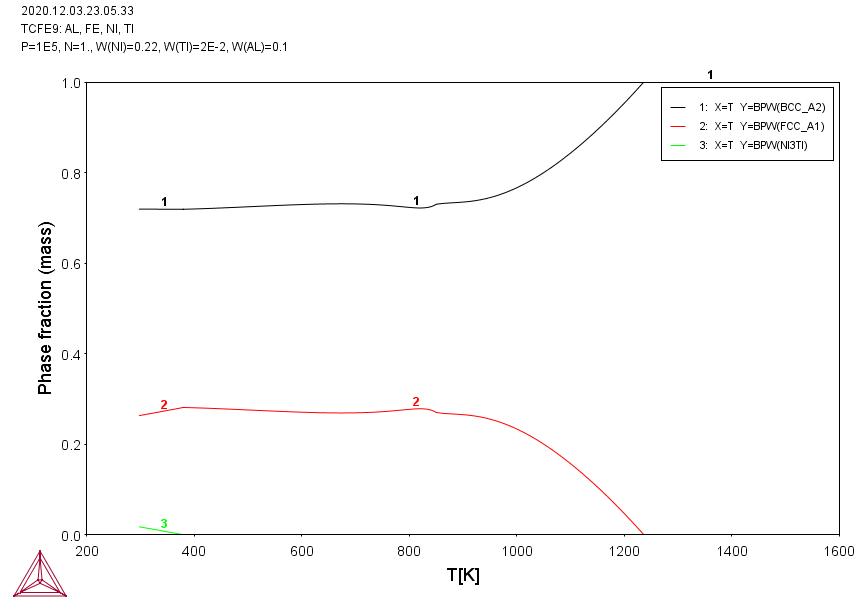 2020.12.03.23.05.33
TCFE9: AL, FE, NI, TI
P=1E5, N=1., W(NI)=0.22, W(TI)=2E-2, W(AL)=0.1
1
1.0
1: X=T Y=BPW(BCC_A2)
2: X=T Y=BPW(FCC_A1)
3: X=T Y=BPW(NI3TI)
0.8
1
1
0.6
Phase fraction (mass)
0.4
2
2
0.2
3
0.0
200 400 600 800 1000 1200 1400 1600
T[K]